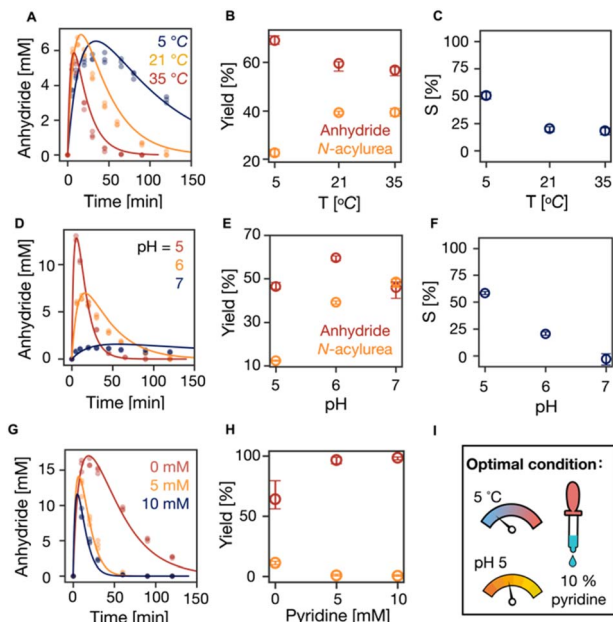 A
Anhydride [mM]
6
4
2
0
5 °C
21 °C
35 °C
0 50 100 150
Time [min]
B
Yield [%]
80
60
40
20
Anhydride
N-acylurea
5 21 35
T [°C]
C
S [%]
100
75
50
25
0
5 21 35
T [°C]
D
Anhydride [mM]
10
5
0
pH = 5
6
7
0 50 100 150
Time [min]
E
Yield [%]
70
50
30
10
Anhydride
N-acylurea
5 6 7
pH
F
S [%]
100
75
50
25
0
5 6 7
pH
G
Anhydride [mM]
15
10
5
0
0 mM
5 mM
10 mM
0 50 100 150
Time [min]
H
Yield [%]
100
50
0
0 5 10
Pyridine [mM]
I
Optimal condition:
5 °C
pH 5
10 %
pyridine